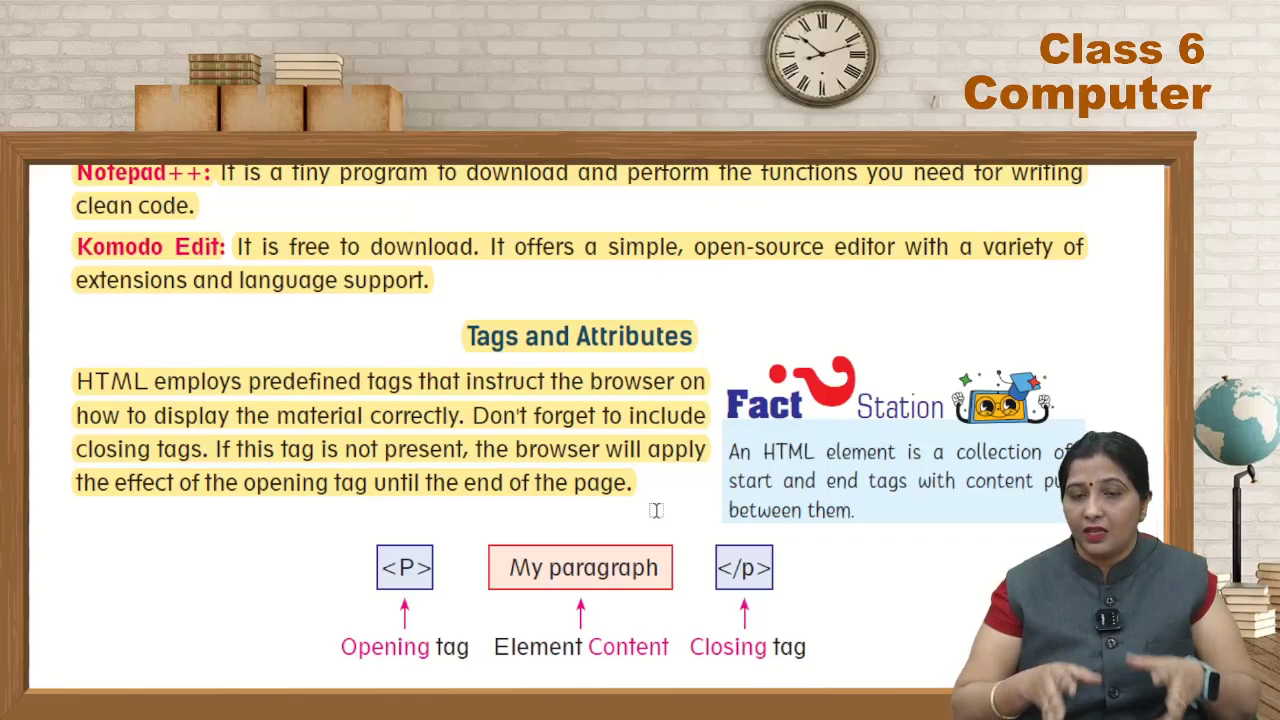 Class 6
Computer
Notepad++: It is a tiny program to download and perform the functions you need for writing
clean code.
Komodo Edit: It is free to download. It offers a simple, open-source editor with a variety of
extensions and language support.
Tags and Attributes
HTML employs predefined tags that instruct the browser on
how to display the material correctly. Don't forget to include
closing tags. If this tag is not present, the browser will apply
the effect of the opening tag until the end of the page.
Fact Station
An HTML element is a collection of
start and end tags with content
between them.
<P> My paragraph </p>
Opening tag Element Content Closing tag